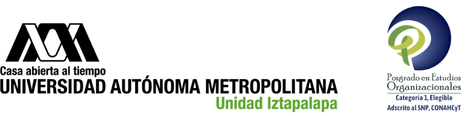 Casa abierta al tiempo
UNIVERSIDAD AUTÓNOMA METROPOLITANA
Unidad Iztapalapa
Posgrado en Estudios
Organizacionales
Categoría 1, Elegible
Adscrito al SNP, CONAHCyT